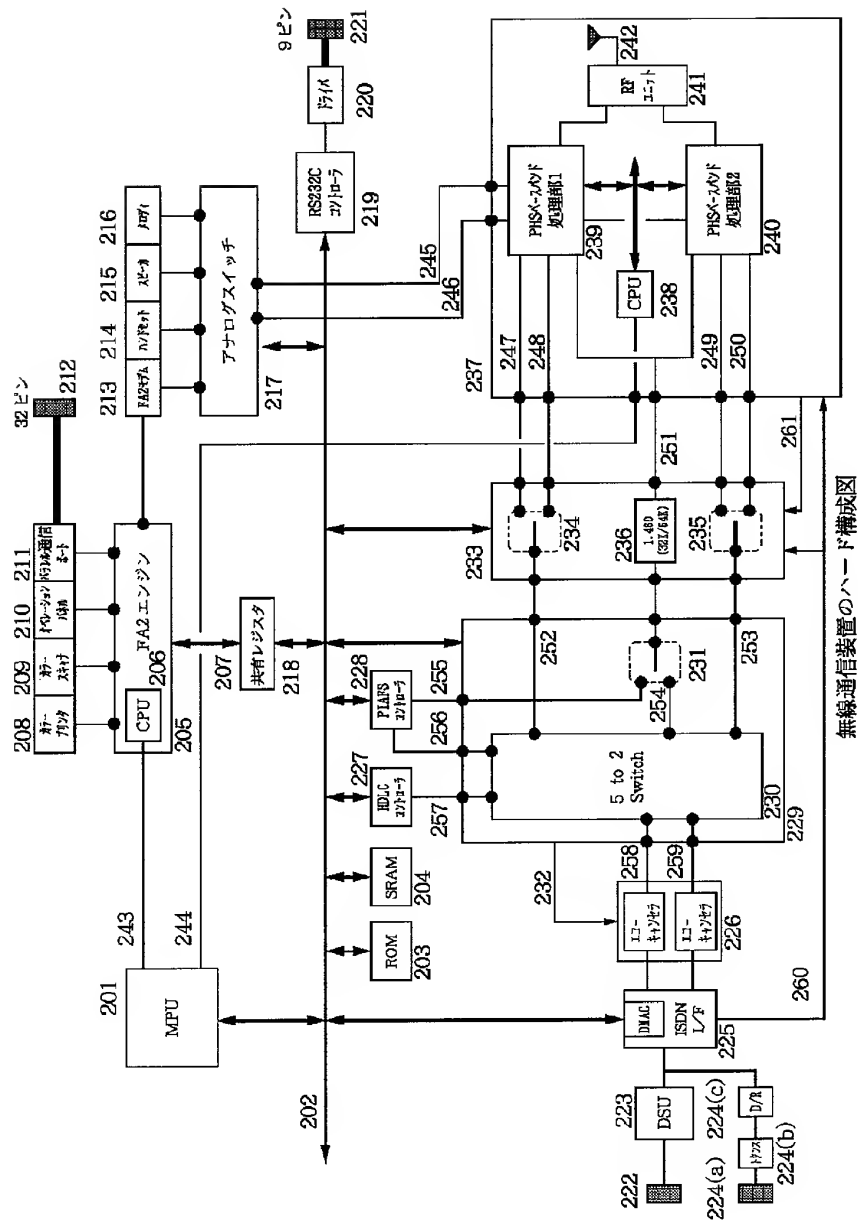 32ピン
9ピン
212
211
パラレル通信
ポート
210
オペレーション
パネル
209
カラー
スキャナ
208
カラー
プリンタ
FA2エンジン
206
CPU
205
207
213
FA2モデム
214
ハンドセット
215
スピーカ
216
メロディ
アナログスイッチ
217
共有レジスタ
218
219
RS232C
コントローラ
220
ドライバ
221
201
MPU
243
244
202
203
ROM
204
SRAM
227
HDLC
コントローラ
228
PIAFS
コントローラ
255
256
257
5 to 2
Switch
230
229
231
254
252
253
258
259
232
エコー
キャンセラ
エコー
キャンセラ
226
DMAC
ISDN
I/F
225
260
222
223
DSU
224(a)
224(b)
トランス
224(c)
D/R
233
234
235
236
1.460
(32K/64K)
251
261
237
245
246
247
248
249
250
CPU
238
PHSベースバンド
処理部1
239
PHSベースバンド
処理部2
240
RF
ユニット
241
242
無線通信装置のハード構成図